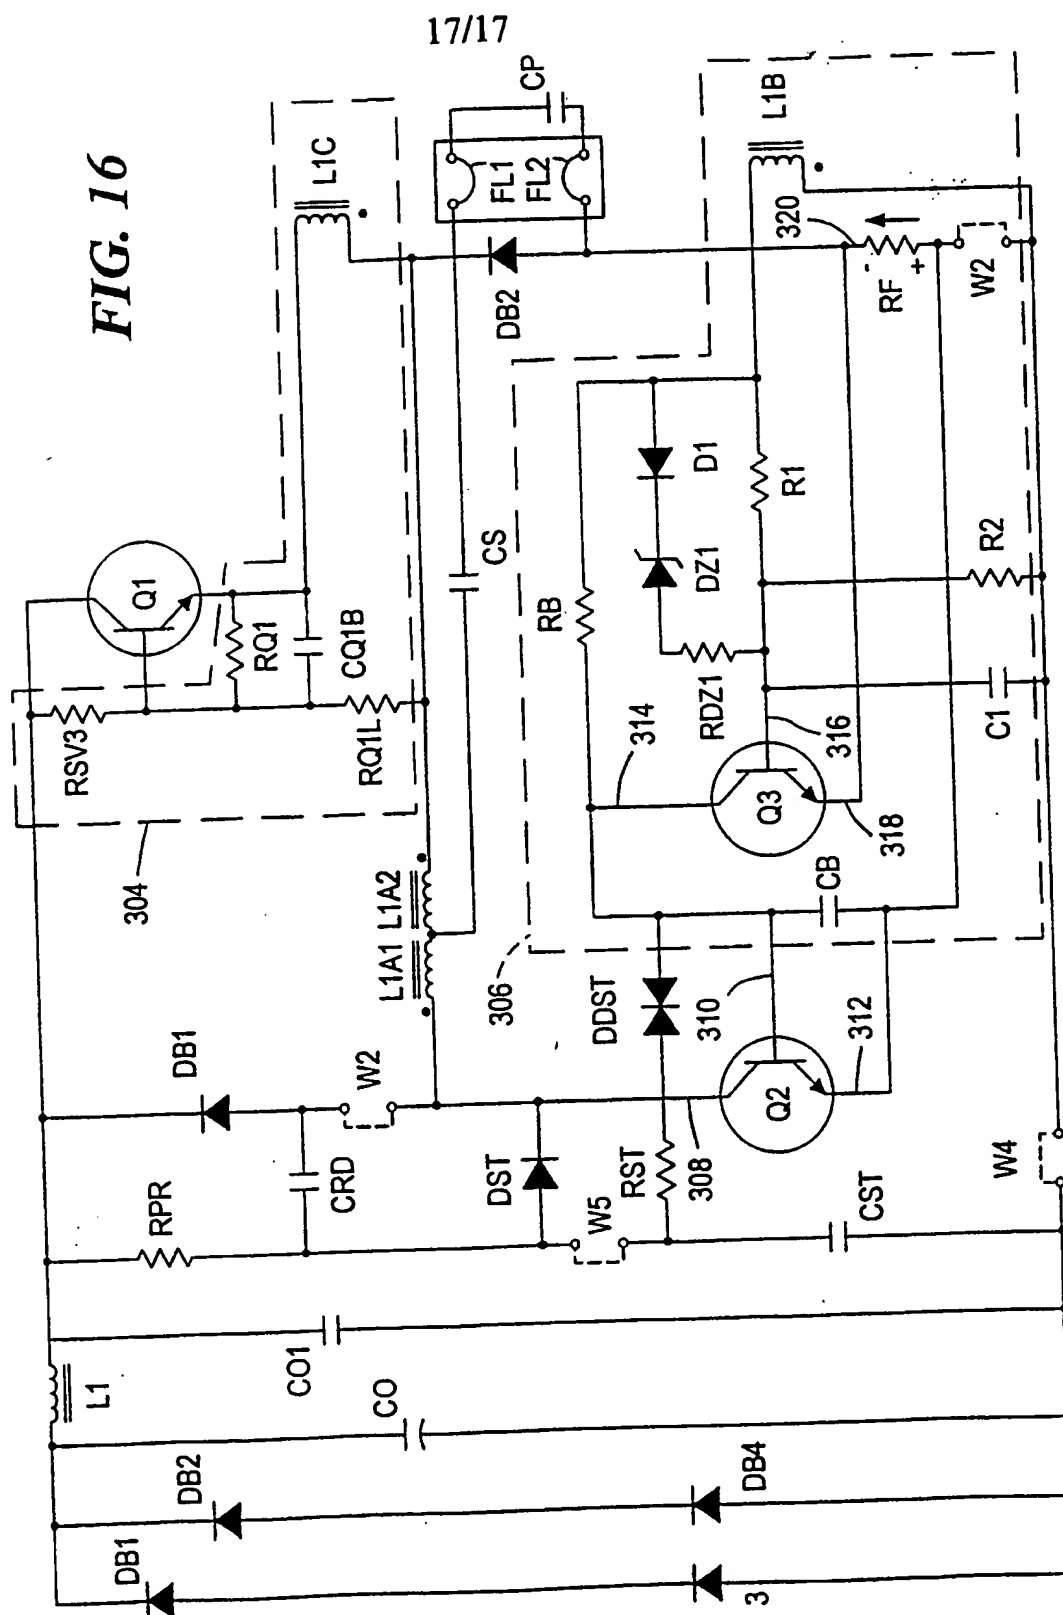 17/17
FIG. 16
CP
L1C
FL1
FL2
L1B
DB2
320
RF
- +
W2
Q1
RQ1
CQ1B
RSV3
RQ1L
304
CS
D1
DZ1
RB
R1
RDZ1
R2
314
316
Q3
318
C1
CB
L1A1 L1A2
306
DDST
310
312
Q2
308
DB1
W2
RPR
CRD
DST
RST
W5
CST
W4
L1
CO1
CO
DB2
DB4
DB1
3